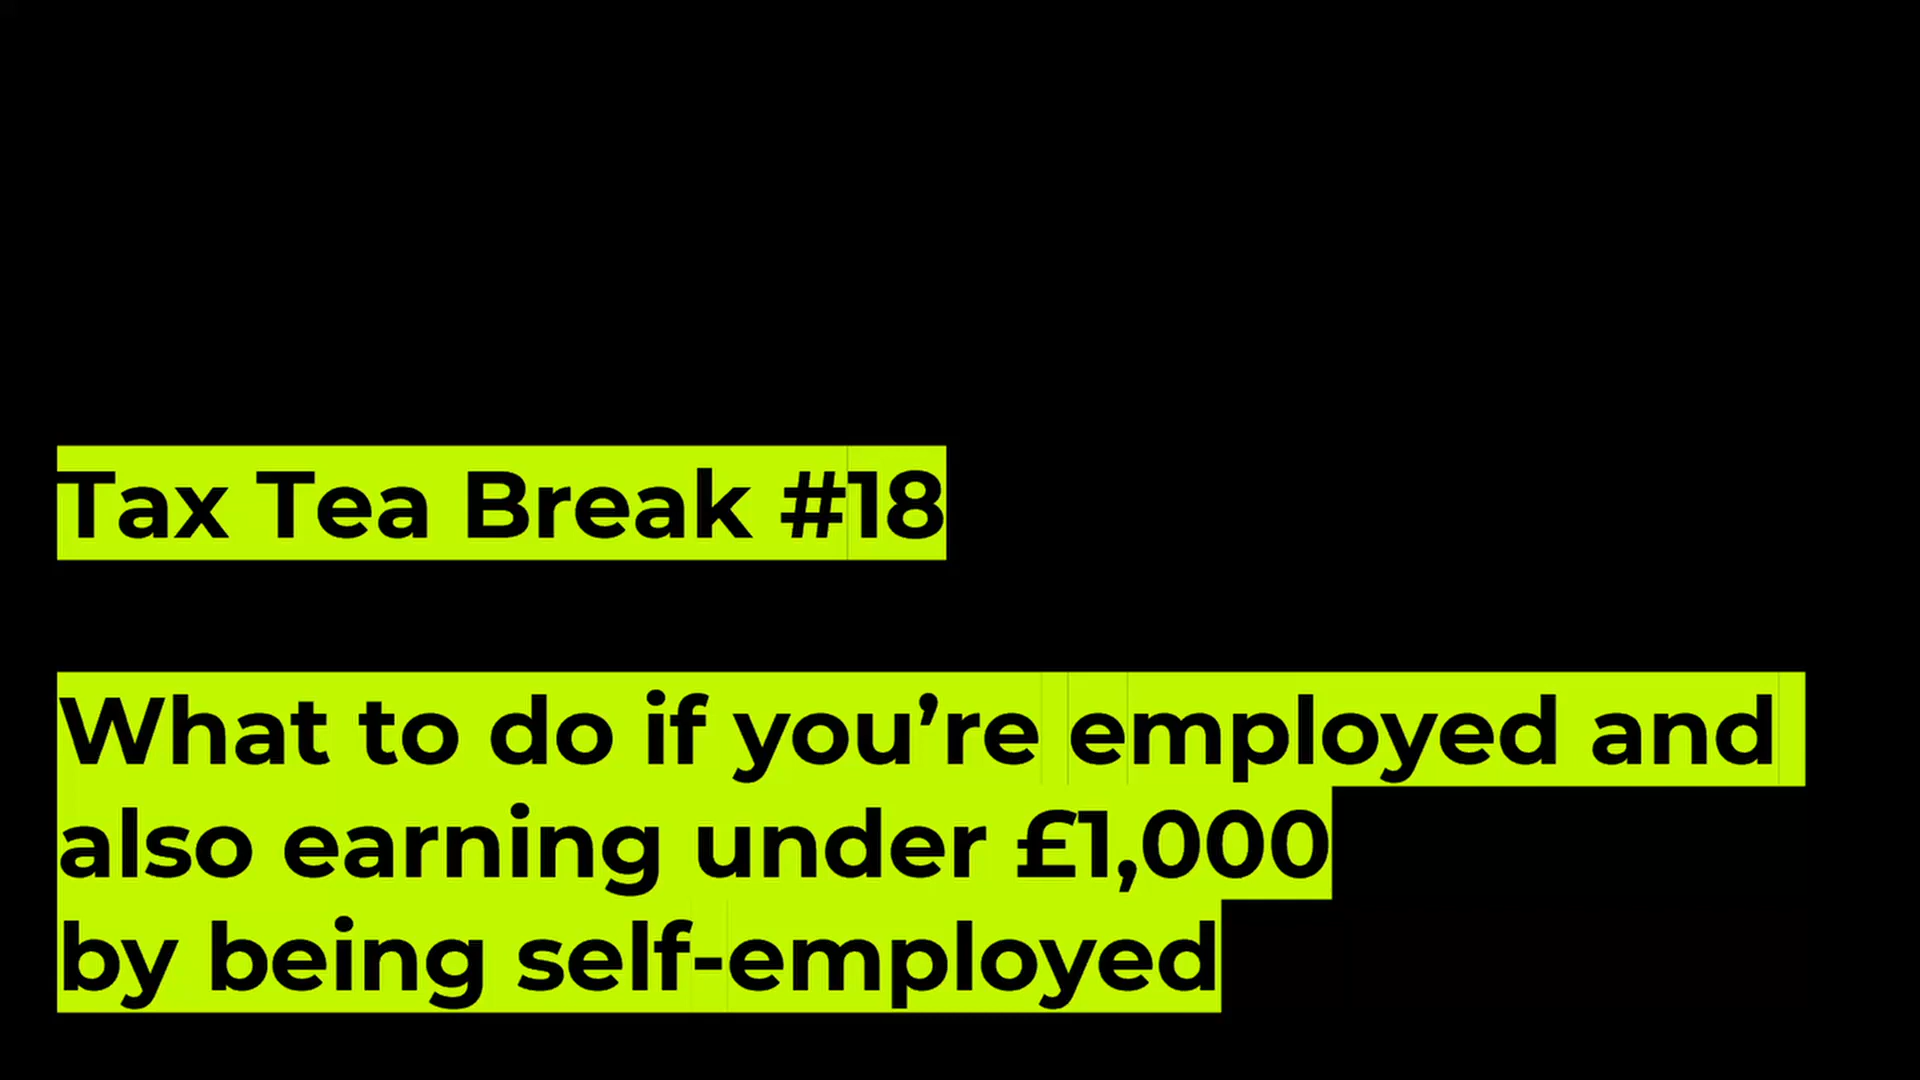 Tax Tea Break #18
What to do if you’re employed and
also earning under £1,000
by being self-employed